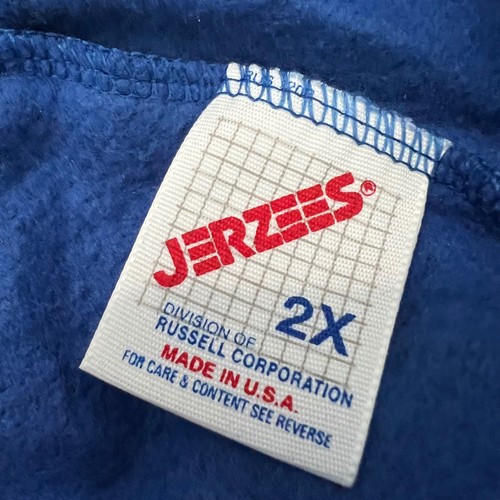 JERZEES®
2X
DIVISION OF
RUSSELL CORPORATION
MADE IN U.S.A.
FOR CARE & CONTENT SEE REVERSE